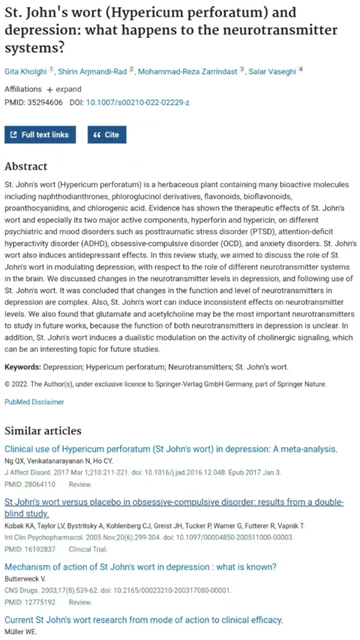 St. John's wort (Hypericum perforatum) and
depression: what happens to the neurotransmitter
systems?
Gita Kholghi 1, Shirin Arjmandi-Rad 2, Mohammad-Reza Zarrindast 3, Salar Vaseghi 4
Affiliations + expand
PMID: 35294606 DOI: 10.1007/s00210-022-02229-z
Full text links
Cite
Abstract
St. John's wort (Hypericum perforatum) is a herbaceous plant containing many bioactive molecules
including naphthodianthrones, phloroglucinol derivatives, flavonoids, bioflavonoids,
proanthocyanidins, and chlorogenic acid. Evidence has shown the therapeutic effects of St. John's
wort and especially its two major active components, hyperforin and hypericin, on different
psychiatric and mood disorders such as posttraumatic stress disorder (PTSD), attention-deficit
hyperactivity disorder (ADHD), obsessive-compulsive disorder (OCD), and anxiety disorders. St. John's
wort also induces antidepressant effects. In this review study, we aimed to discuss the role of St.
John's wort in modulating depression, with respect to the role of different neurotransmitter systems
in the brain. We discussed changes in the neurotransmitter levels in depression, and following use of
St. John's wort. It was concluded that changes in the function and level of neurotransmitters in
depression are complex. Also, St. John's wort can induce inconsistent effects on neurotransmitter
levels. We also found that glutamate and acetylcholine may be the most important neurotransmitters
to study in future works, because the function of both neurotransmitters in depression is unclear. In
addition, St. John's wort induces a dualistic modulation on the activity of cholinergic signaling, which
can be an interesting topic for future studies.
Keywords: Depression; Hypericum perforatum; Neurotransmitters; St. John's wort.
© 2022. The Author(s), under exclusive licence to Springer-Verlag GmbH Germany, part of Springer Nature.
PubMed Disclaimer
Similar articles
Clinical use of Hypericum perforatum (St John's wort) in depression: A meta-analysis.
Ng QX, Venkatanarayanan N, Ho CY.
J Affect Disord. 2017 Mar 1;210:211-221. doi: 10.1016/j.jad.2016.12.048. Epub 2017 Jan 3.
PMID: 28064110 Review.
St John's wort versus placebo in obsessive-compulsive disorder: results from a double-
blind study.
Kobak KA, Taylor LV, Bystritsky A, Kohlenberg CJ, Greist JH, Tucker P, Warner G, Futterer R, Vapnik T.
Int Clin Psychopharmacol. 2005 Nov;20(6):299-304. doi: 10.1097/00004850-200511000-00003.
PMID: 16192837 Clinical Trial.
Mechanism of action of St John's wort in depression : what is known?
Butterweck V.
CNS Drugs. 2003;17(8):539-62. doi: 10.2165/00023210-200317080-00001.
PMID: 12775192 Review.
Current St John's wort research from mode of action to clinical efficacy.
Müller WE.